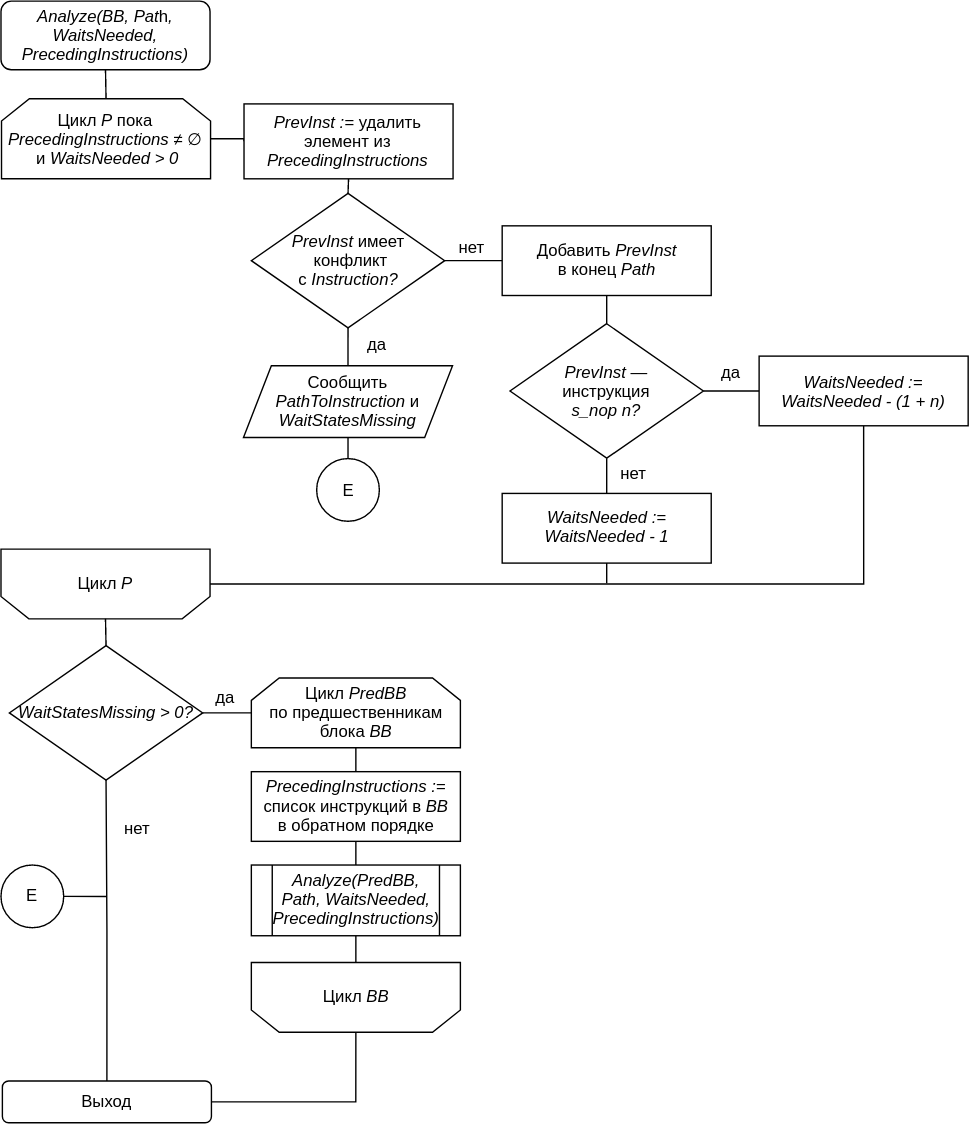 Analyze(BB, Path,
WaitsNeeded,
PrecedingInstructions)
Цикл P пока
PrecedingInstructions ≠ ∅
и WaitsNeeded > 0
PrevInst := удалить
элемент из
PrecedingInstructions
PrevInst имеет
конфликт
с Instruction?
нет
Добавить PrevInst
в конец Path
да
Сообщить
PathToInstruction и
WaitStatesMissing
E
PrevInst —
инструкция
s_nop n?
да
WaitsNeeded :=
WaitsNeeded - (1 + n)
нет
WaitsNeeded :=
WaitsNeeded - 1
Цикл P
WaitStatesMissing > 0?
да
Цикл PredBB
по предшественникам
блока BB
PrecedingInstructions :=
список инструкций в BB
в обратном порядке
нет
E
Analyze(PredBB,
Path, WaitsNeeded,
PrecedingInstructions)
Цикл BB
Выход